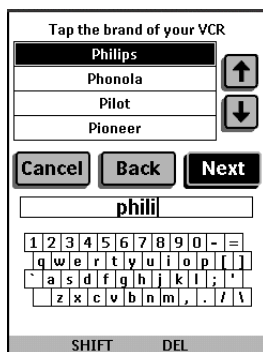 Tap the brand of your VCR
Philips
Phonola
Pilot
Pioneer
Cancel Back Next
phili
1 2 3 4 5 6 7 8 9 0 - =
q w e r t y u i o p [ ]
` a s d f g h j k l ; '
z x c v b n m , . / \
SHIFT DEL